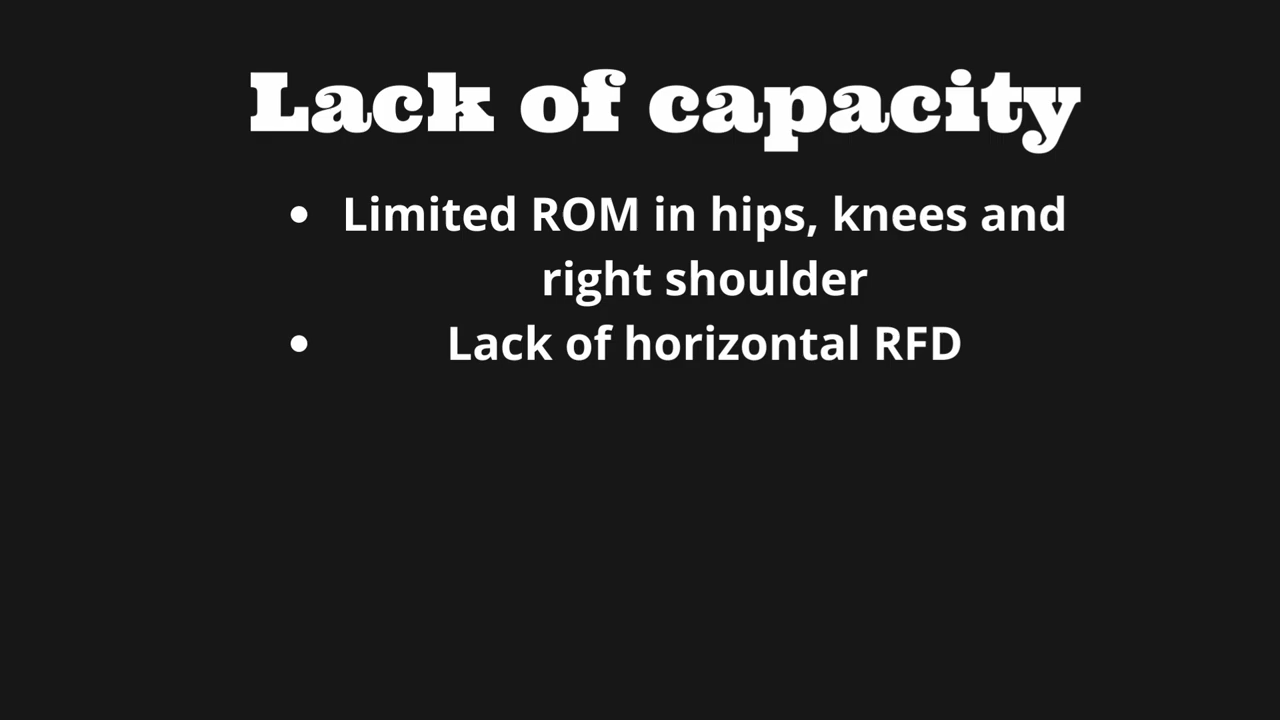 Lack of capacity
• Limited ROM in hips, knees and
right shoulder
• Lack of horizontal RFD